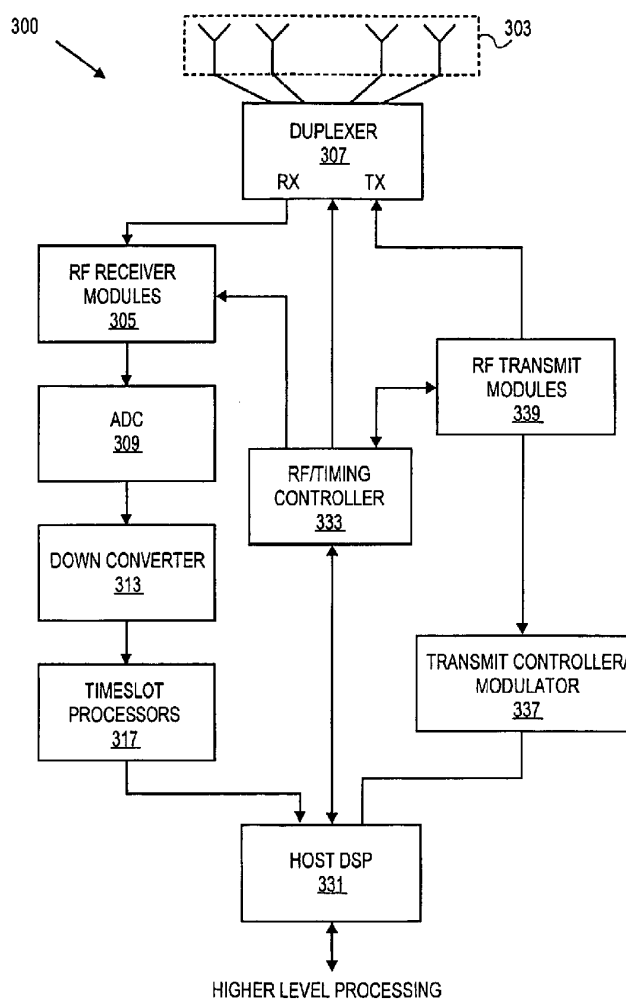 300
303
DUPLEXER
307
RX TX
RF RECEIVER
MODULES
305
RF TRANSMIT
MODULES
339
ADC
309
RF/TIMING
CONTROLLER
333
DOWN CONVERTER
313
TRANSMIT CONTROLLER/
MODULATOR
337
TIMESLOT
PROCESSORS
317
HOST DSP
331
HIGHER LEVEL PROCESSING